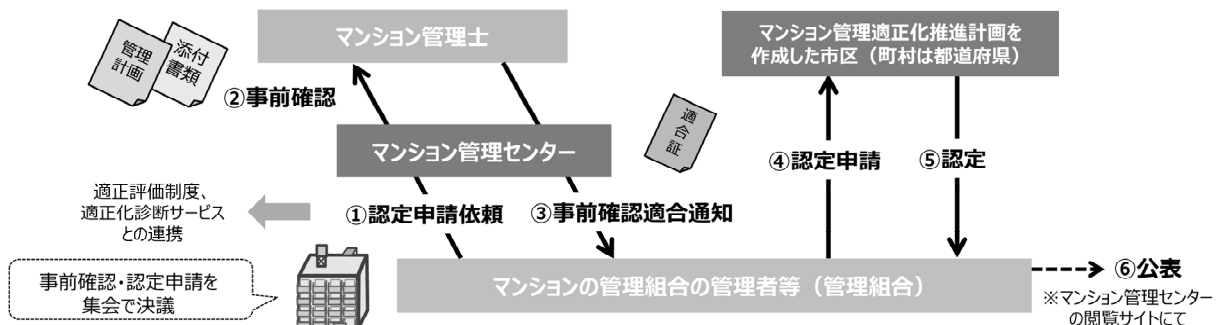 マンション管理士
マンション管理適正化推進計画を
作成した市区（町村は都道府県）
管理
計画
添付
書類
②事前確認
適
合
証
マンション管理センター
④認定申請
⑤認定
適正評価制度、
適正化診断サービス
との連携
①認定申請依頼
③事前確認適合通知
事前確認・認定申請を
集会で決議
マンションの管理組合の管理者等（管理組合）
⑥公表
※マンション管理センター
の閲覧サイトにて